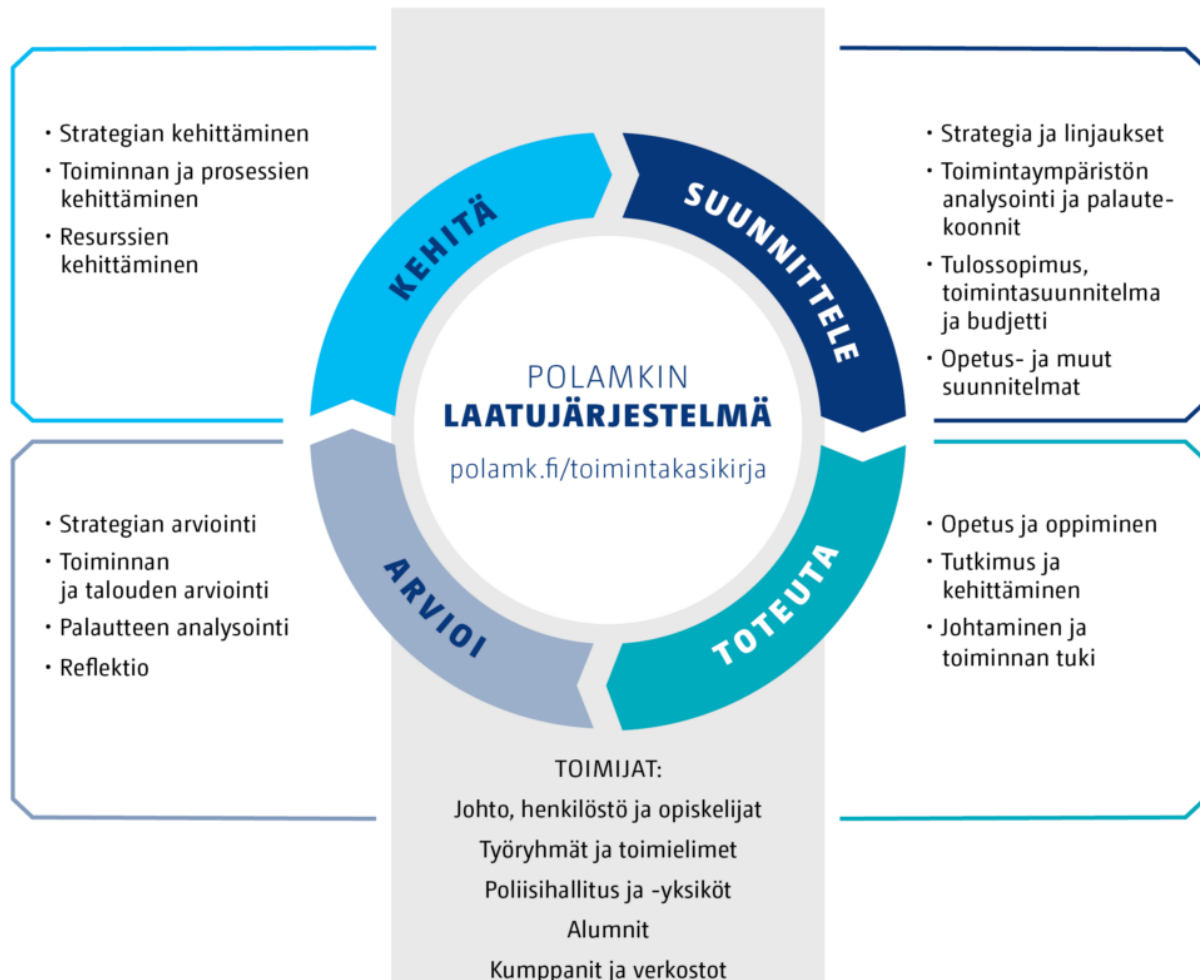 • Strategian kehittäminen
• Toiminnan ja prosessien
kehittäminen
• Resurssien
kehittäminen
• Strategia ja linjaukset
• Toimintaympäristön
analysointi ja palaute-
koonnit
• Tulossopimus,
toimintasuunnitelma
ja budjetti
• Opetus- ja muut
suunnitelmat
KEHITÄ
SUUNNITTELE
POLAMKIN
LAATUJÄRJESTELMÄ
polamk.fi/toimintakasikirja
• Strategian arviointi
• Toiminnan
ja talouden arviointi
• Palautteen analysointi
• Reflektio
ARVIOI
TOTEUTA
• Opetus ja oppiminen
• Tutkimus ja
kehittäminen
• Johtaminen ja
toiminnan tuki
TOIMIJAT:
Johto, henkilöstö ja opiskelijat
Työryhmät ja toimielimet
Poliisihallitus ja -yksiköt
Alumnit
Kumppanit ja verkostot